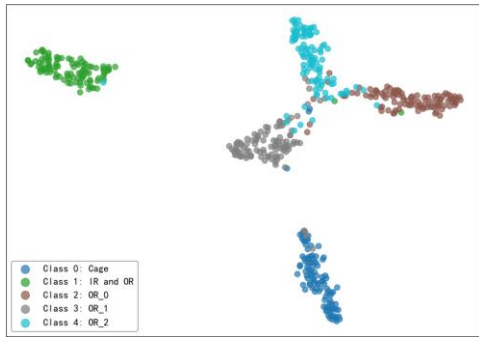 Class 0: Cage
Class 1: IR and OR
Class 2: OR_0
Class 3: OR_1
Class 4: OR_2